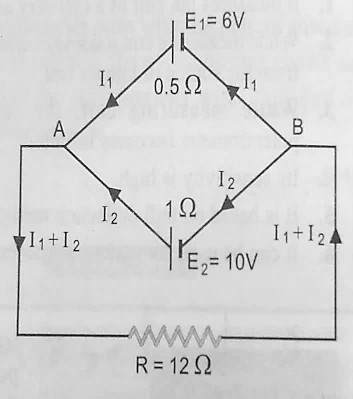 E₁= 6V
I₁
0.5 Ω
I₁
A
B
I₂
1 Ω
I₂
I₁+I₂
I₁+I₂
E₂= 10V
R = 12 Ω